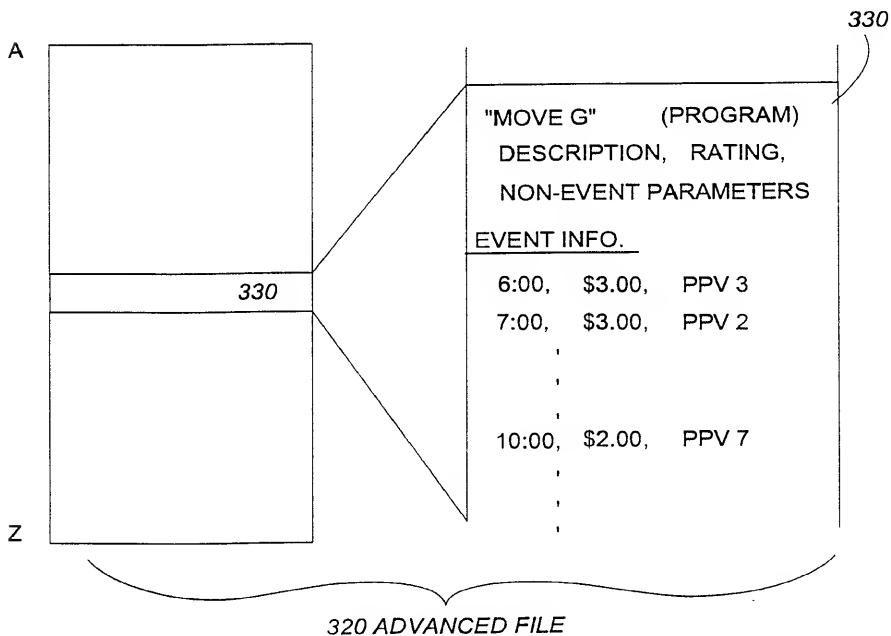 330
A
"MOVE G" (PROGRAM)
DESCRIPTION, RATING,
NON-EVENT PARAMETERS
EVENT INFO.
330
6:00, $3.00, PPV 3
7:00, $3.00, PPV 2
10:00, $2.00, PPV 7
Z
320 ADVANCED FILE